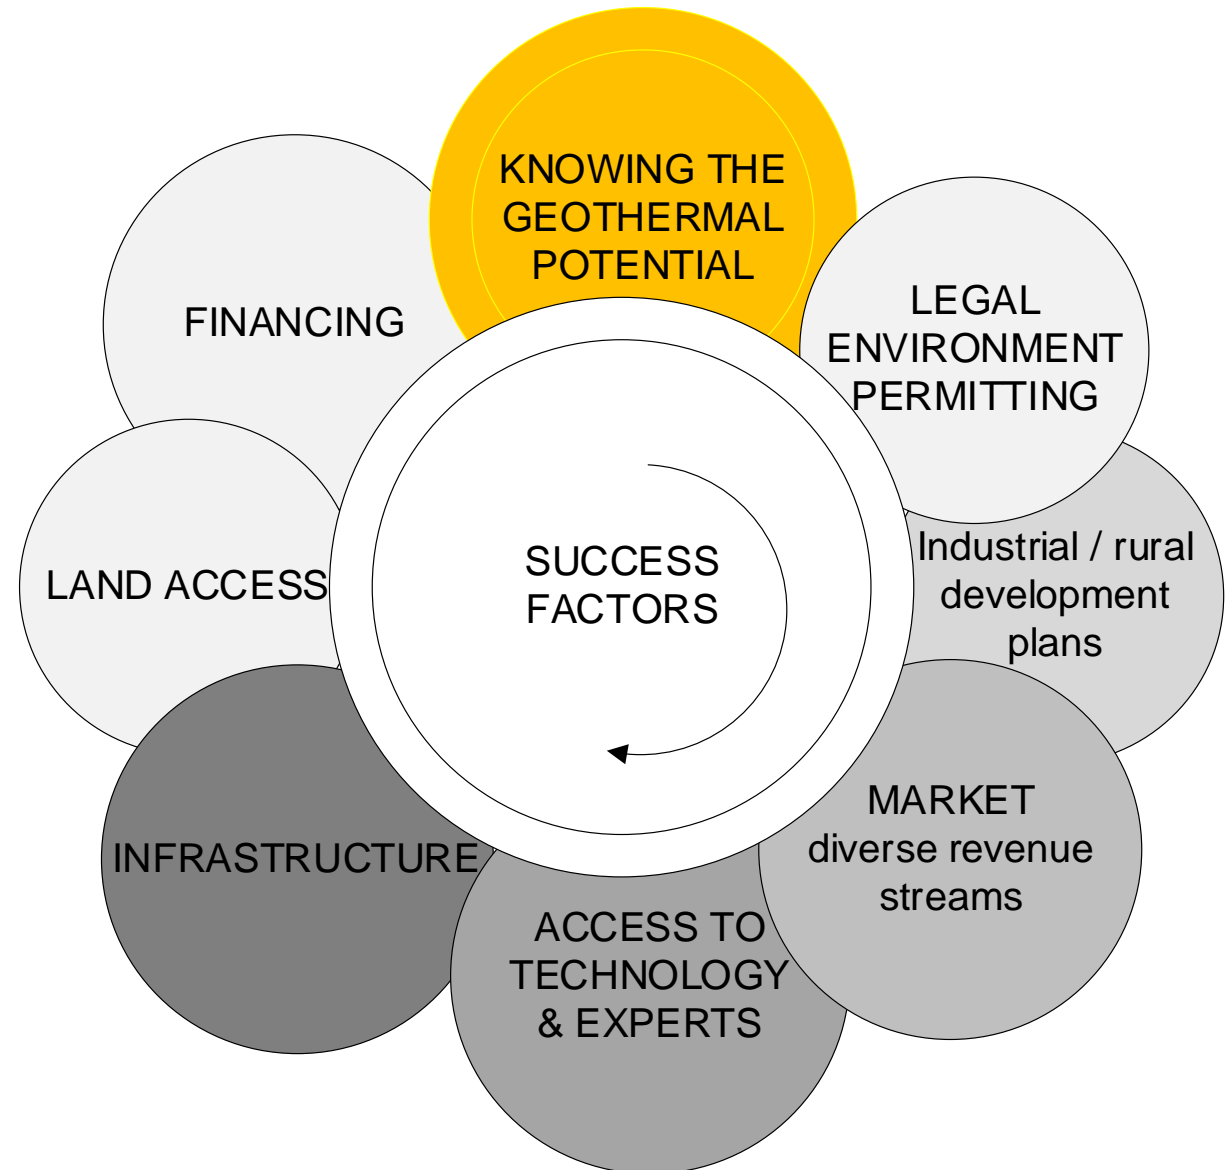 KNOWING THE
GEOTHERMAL
POTENTIAL
LEGAL
ENVIRONMENT
PERMITTING
Industrial / rural
development
plans
MARKET
diverse revenue
streams
ACCESS TO
TECHNOLOGY
& EXPERTS
INFRASTRUCTURE
LAND ACCESS
FINANCING
SUCCESS
FACTORS